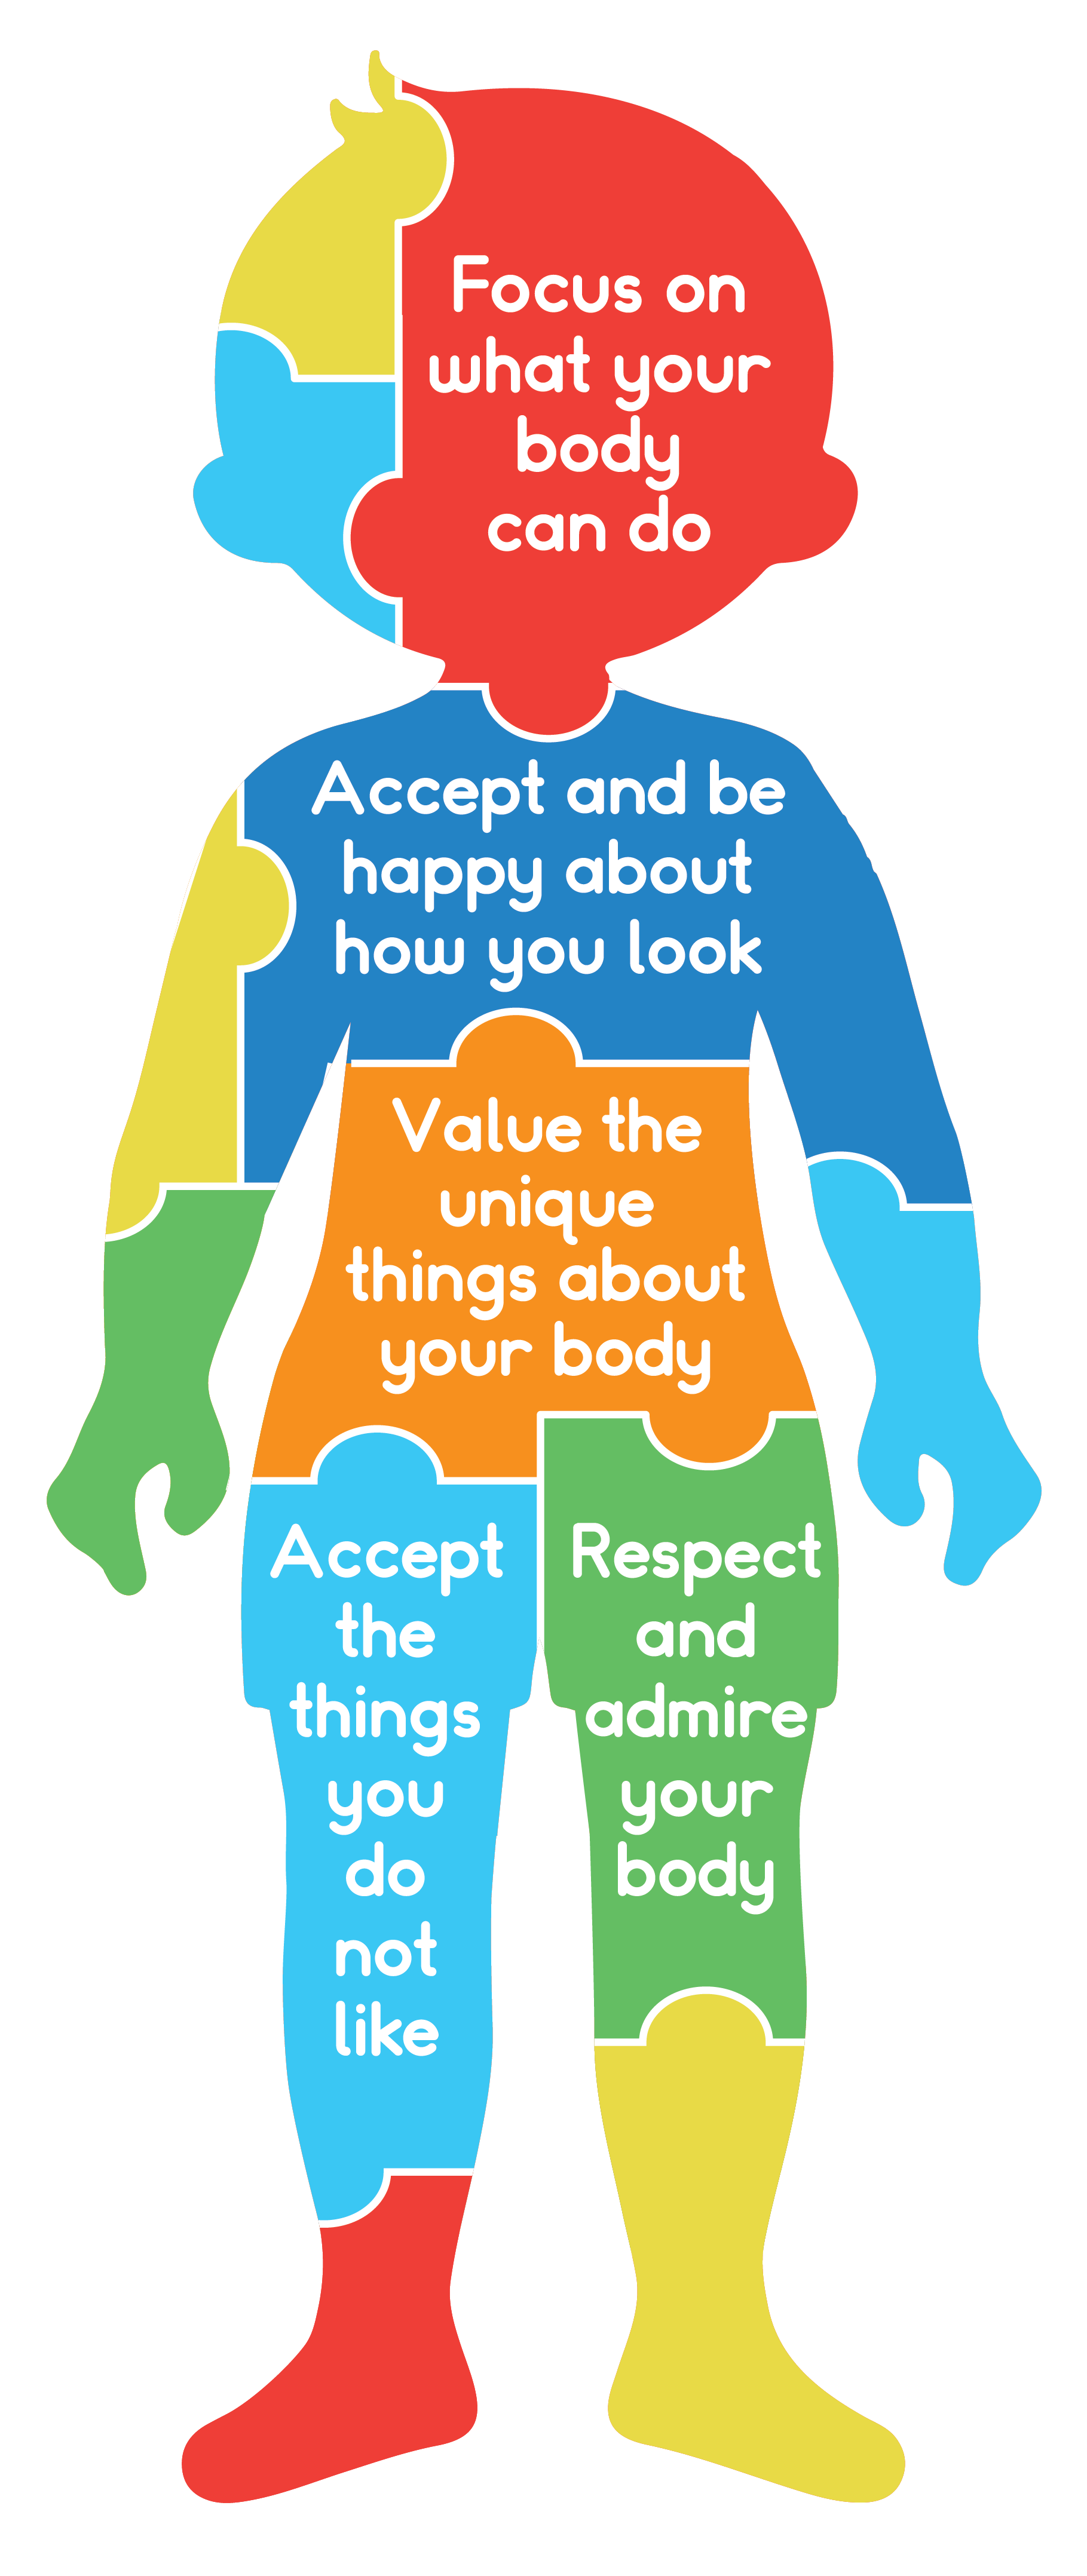 Focus on
what your
body
can do
Accept and be
happy about
how you look
Value the
unique
things about
your body
Accept
the
things
you
do
not
like
Respect
and
admire
your
body